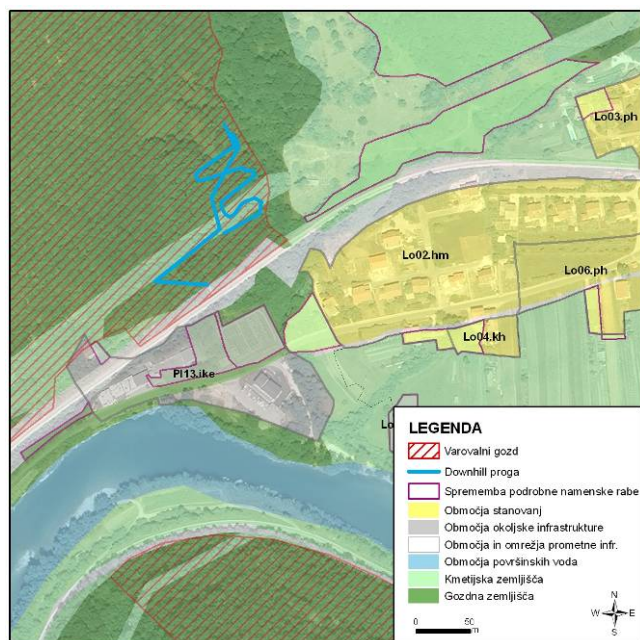 Lo03.ph
Lo02.hm
Lo06.ph
Lo04.kh
Pl13.ike
Lo
LEGENDA
Varovalni gozd
Downhill proga
Sprememba podrobne namenske rabe
Območja stanovanj
Območja okoljske infrastrukture
Območja in omrežja prometne infr.
Območja površinskih voda
Kmetijska zemljišča
Gozdna zemljišča
N
W E
S
0 50
m